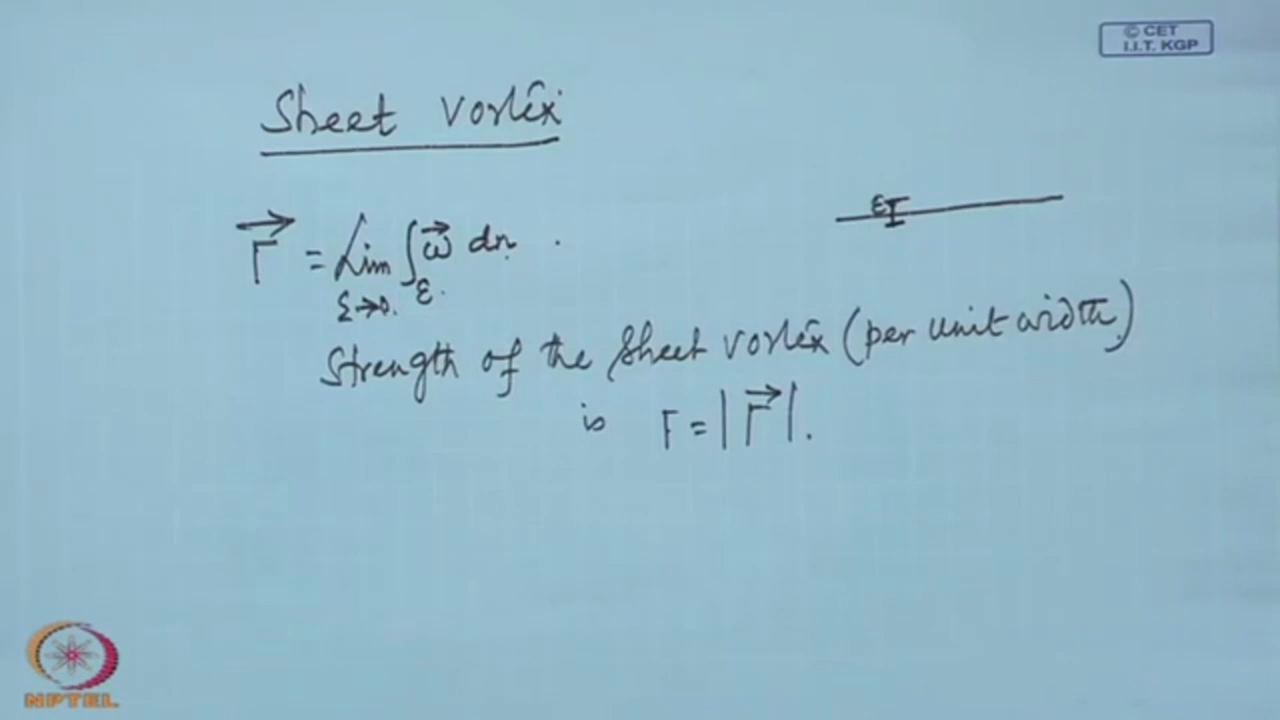 © CET
I.I.T. KGP
Sheet Vortex
ε
Γ⃗ = Lim ∫ ω⃗ dn .
ε→0. ε.
Strength of the Sheet vortex (per unit width)
is Γ = |Γ⃗|.
NPTEL